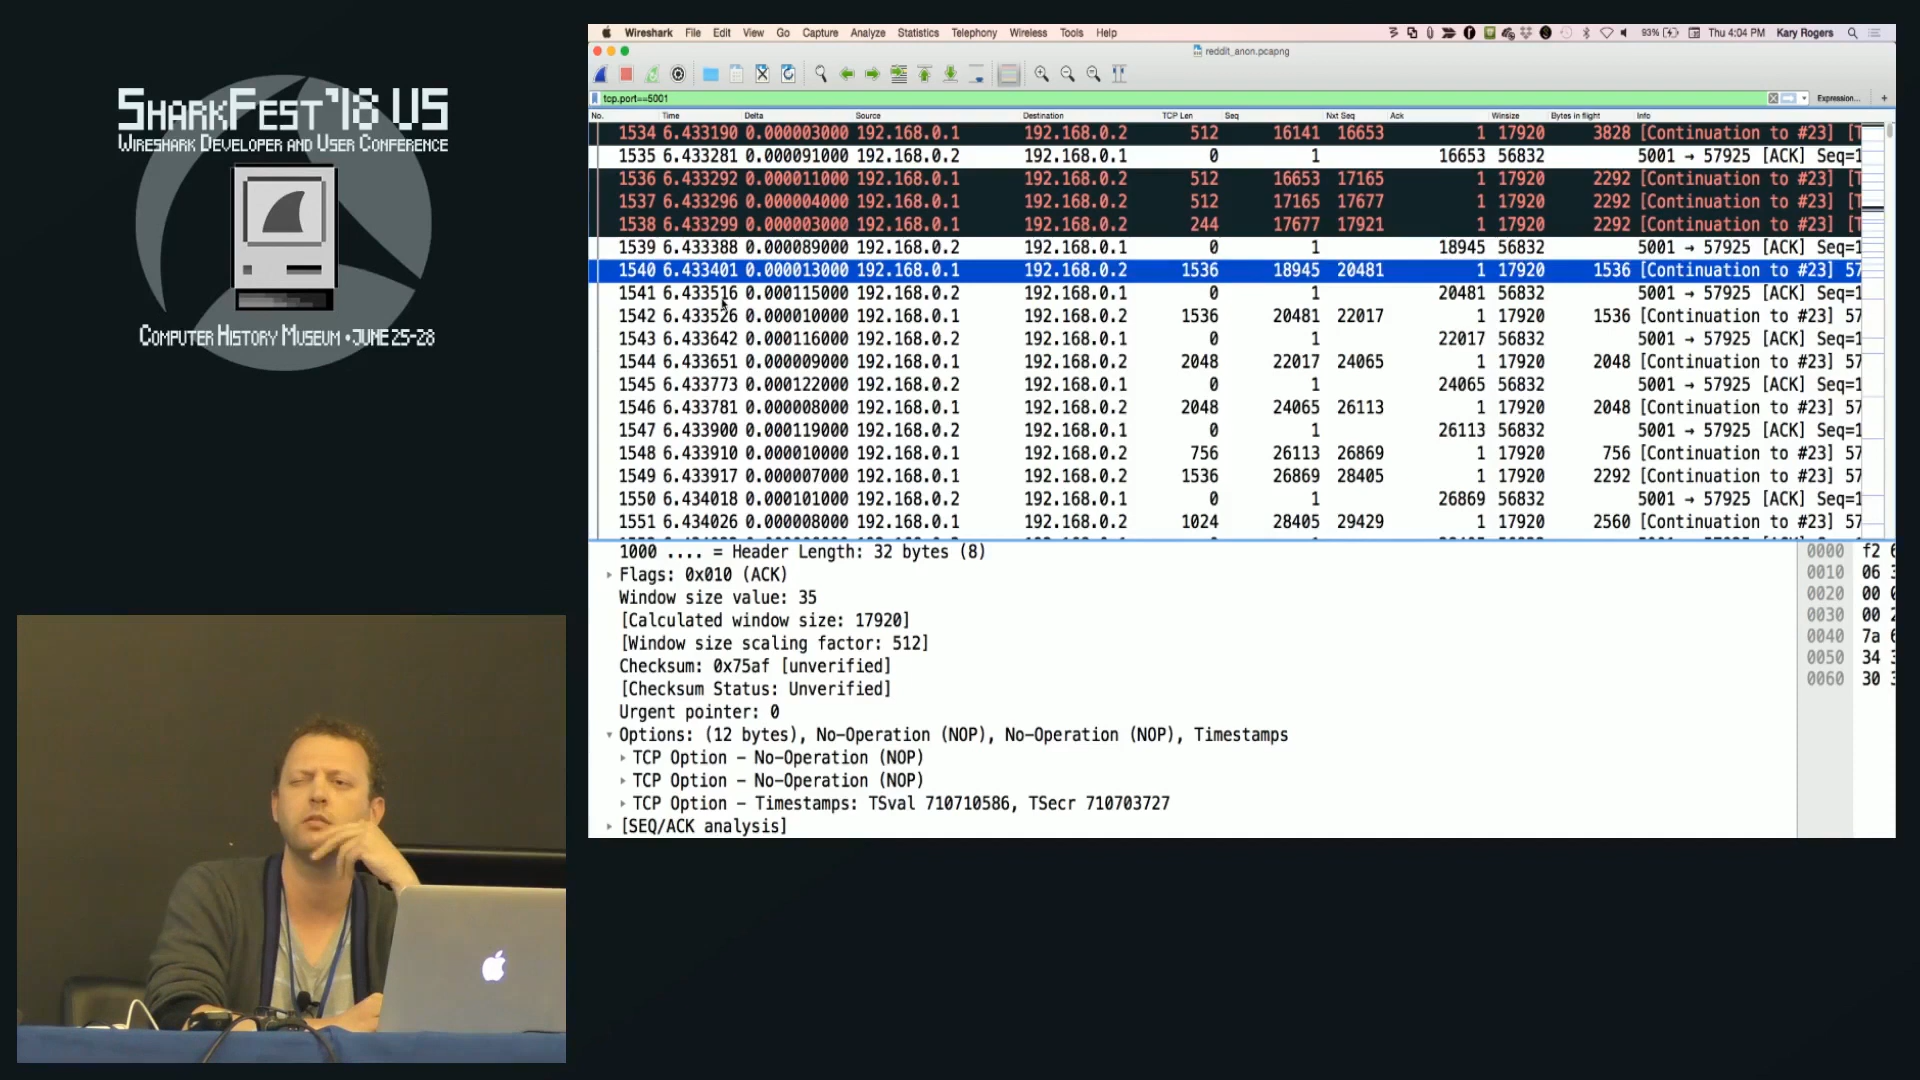 SHARKFEST '18 US
WIRESHARK DEVELOPER AND USER CONFERENCE
COMPUTER HISTORY MUSEUM • JUNE 25-28
Wireshark File Edit View Go Capture Analyze Statistics Telephony Wireless Tools Help 93% Thu 4:04 PM Kary Rogers
reddit_anon.pcapng
tcp.port==5001 Expression... +
No. Time Delta Source Destination TCP Len Seq Nxt Seq Ack Winsize Bytes in flight Info
1534 6.433190 0.000003000 192.168.0.1 192.168.0.2 512 16141 16653 1 17920 3828 [Continuation to #23] [T
1535 6.433281 0.000091000 192.168.0.2 192.168.0.1 0 1 16653 56832 5001 → 57925 [ACK] Seq=1
1536 6.433292 0.000011000 192.168.0.1 192.168.0.2 512 16653 17165 1 17920 2292 [Continuation to #23] [T
1537 6.433296 0.000004000 192.168.0.1 192.168.0.2 512 17165 17677 1 17920 2292 [Continuation to #23] [T
1538 6.433299 0.000003000 192.168.0.1 192.168.0.2 244 17677 17921 1 17920 2292 [Continuation to #23] [T
1539 6.433388 0.000089000 192.168.0.2 192.168.0.1 0 1 18945 56832 5001 → 57925 [ACK] Seq=1
1540 6.433401 0.000013000 192.168.0.1 192.168.0.2 1536 18945 20481 1 17920 1536 [Continuation to #23] 57
1541 6.433516 0.000115000 192.168.0.2 192.168.0.1 0 1 20481 56832 5001 → 57925 [ACK] Seq=1
1542 6.433526 0.000010000 192.168.0.1 192.168.0.2 1536 20481 22017 1 17920 1536 [Continuation to #23] 57
1543 6.433642 0.000116000 192.168.0.2 192.168.0.1 0 1 22017 56832 5001 → 57925 [ACK] Seq=1
1544 6.433651 0.000009000 192.168.0.1 192.168.0.2 2048 22017 24065 1 17920 2048 [Continuation to #23] 57
1545 6.433773 0.000122000 192.168.0.2 192.168.0.1 0 1 24065 56832 5001 → 57925 [ACK] Seq=1
1546 6.433781 0.000008000 192.168.0.1 192.168.0.2 2048 24065 26113 1 17920 2048 [Continuation to #23] 57
1547 6.433900 0.000119000 192.168.0.2 192.168.0.1 0 1 26113 56832 5001 → 57925 [ACK] Seq=1
1548 6.433910 0.000010000 192.168.0.1 192.168.0.2 756 26113 26869 1 17920 756 [Continuation to #23] 57
1549 6.433917 0.000007000 192.168.0.1 192.168.0.2 1536 26869 28405 1 17920 2292 [Continuation to #23] 57
1550 6.434018 0.000101000 192.168.0.2 192.168.0.1 0 1 26869 56832 5001 → 57925 [ACK] Seq=1
1551 6.434026 0.000008000 192.168.0.1 192.168.0.2 1024 28405 29429 1 17920 2560 [Continuation to #23] 57
1000 .... = Header Length: 32 bytes (8)
Flags: 0x010 (ACK)
Window size value: 35
[Calculated window size: 17920]
[Window size scaling factor: 512]
Checksum: 0x75af [unverified]
[Checksum Status: Unverified]
Urgent pointer: 0
Options: (12 bytes), No-Operation (NOP), No-Operation (NOP), Timestamps
TCP Option - No-Operation (NOP)
TCP Option - No-Operation (NOP)
TCP Option - Timestamps: TSval 710710586, TSecr 710703727
[SEQ/ACK analysis]
0000 f2
0010 06
0020 00
0030 00
0040 7a
0050 34
0060 30